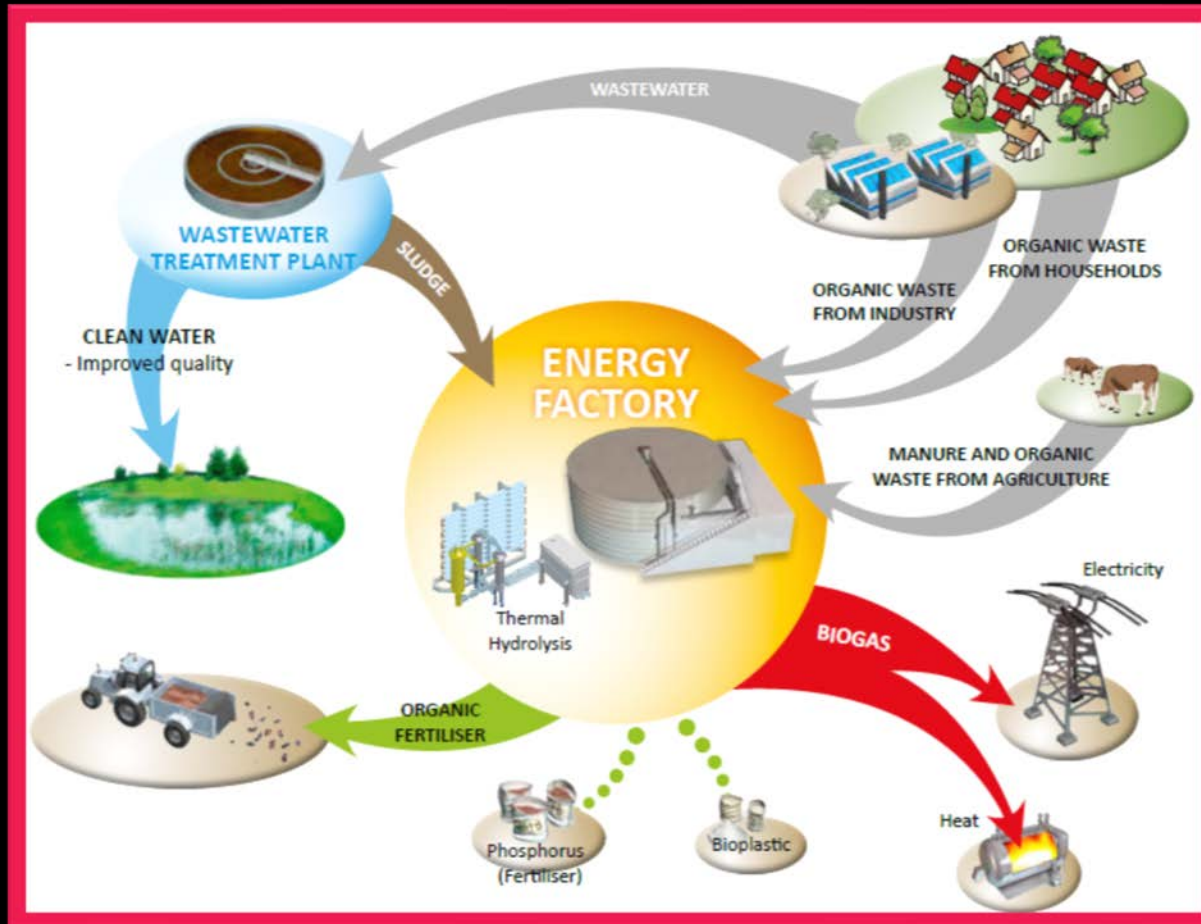 WASTEWATER
WASTEWATER
TREATMENT PLANT
SLUDGE
ORGANIC WASTE
FROM HOUSEHOLDS
ORGANIC WASTE
FROM INDUSTRY
CLEAN WATER
- Improved quality
ENERGY
FACTORY
MANURE AND ORGANIC
WASTE FROM AGRICULTURE
Thermal
Hydrolysis
Electricity
BIOGAS
ORGANIC
FERTILISER
Phosphorus
(Fertiliser)
Bioplastic
Heat